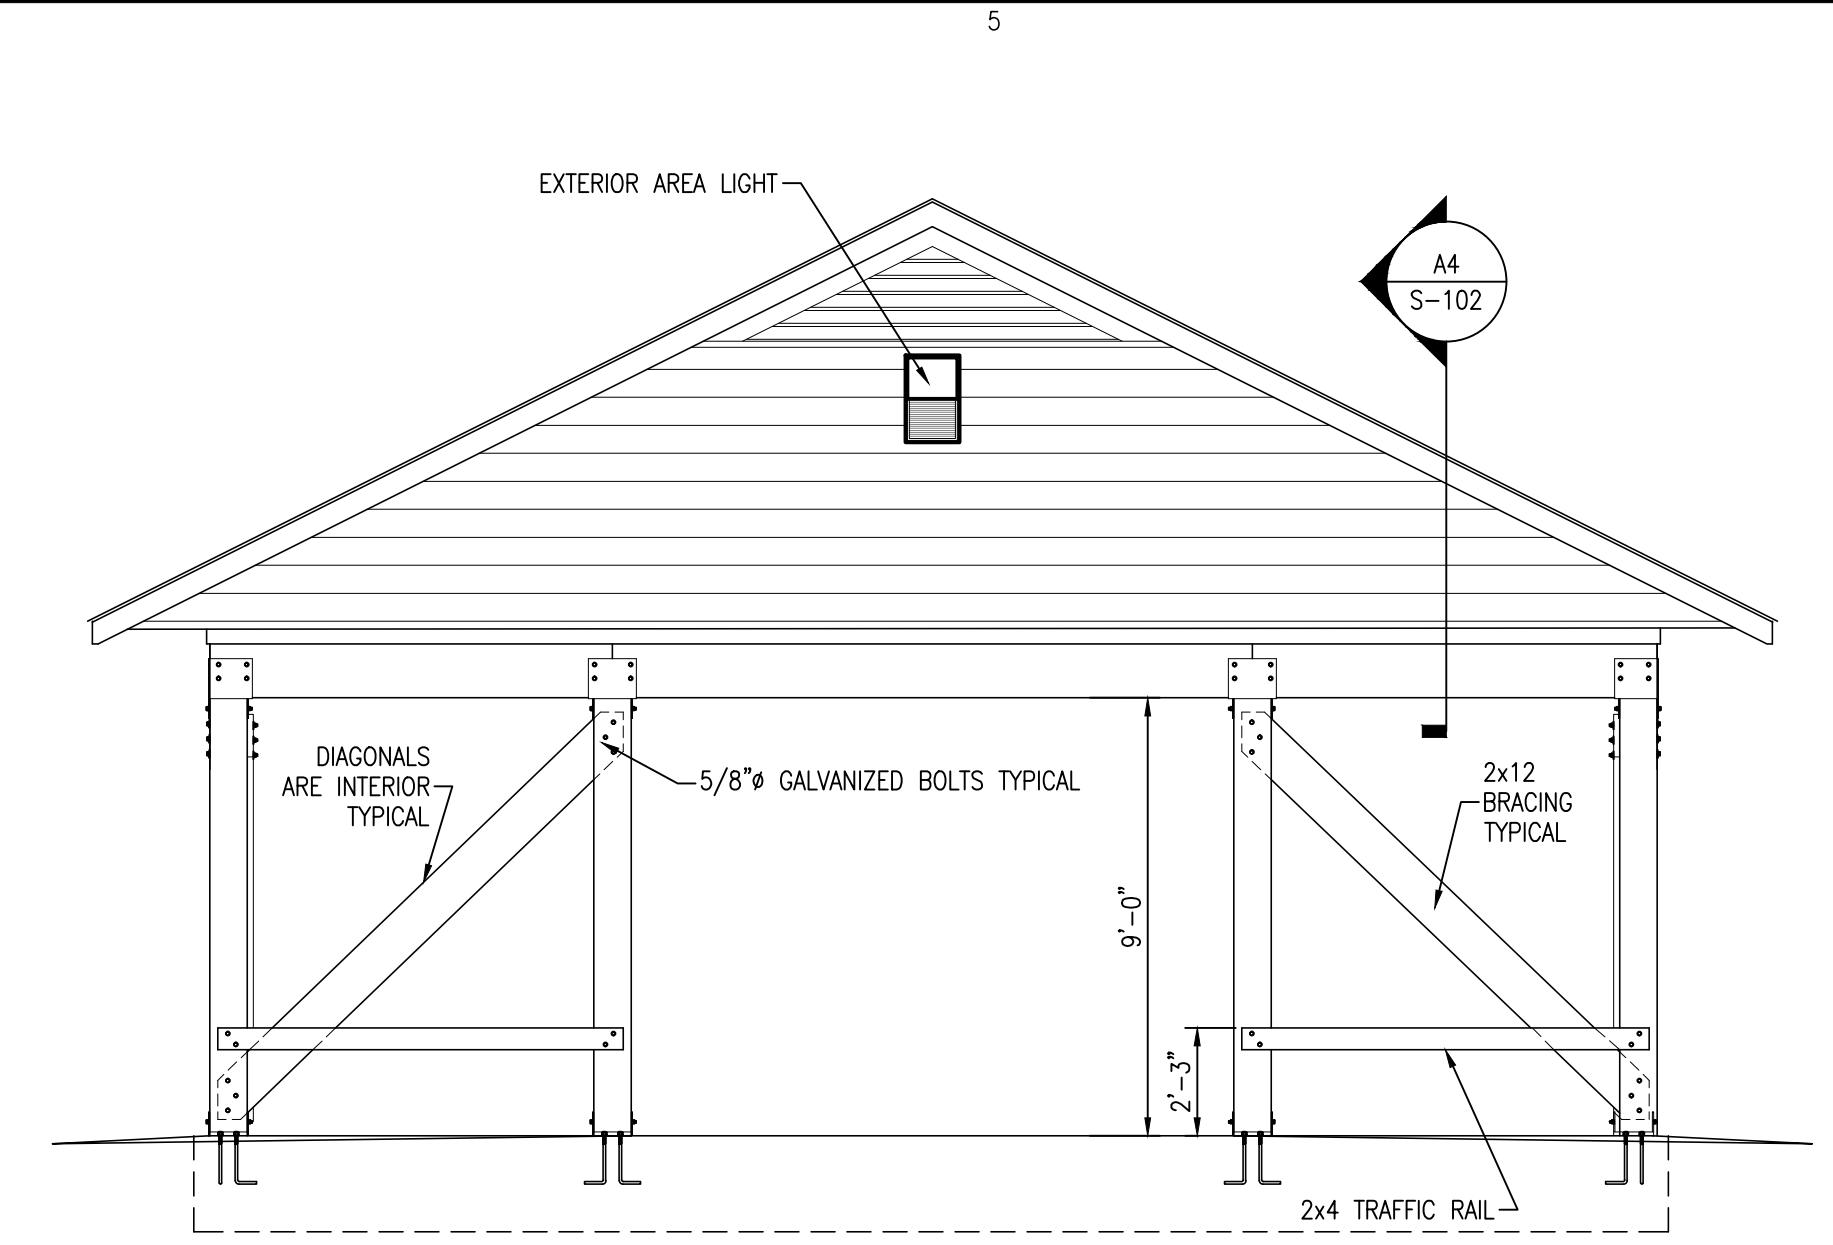 5
EXTERIOR AREA LIGHT
A4
S-102
DIAGONALS
ARE INTERIOR
TYPICAL
5/8"ø GALVANIZED BOLTS TYPICAL
2x12
BRACING
TYPICAL
9'-0"
2'-3"
2x4 TRAFFIC RAIL